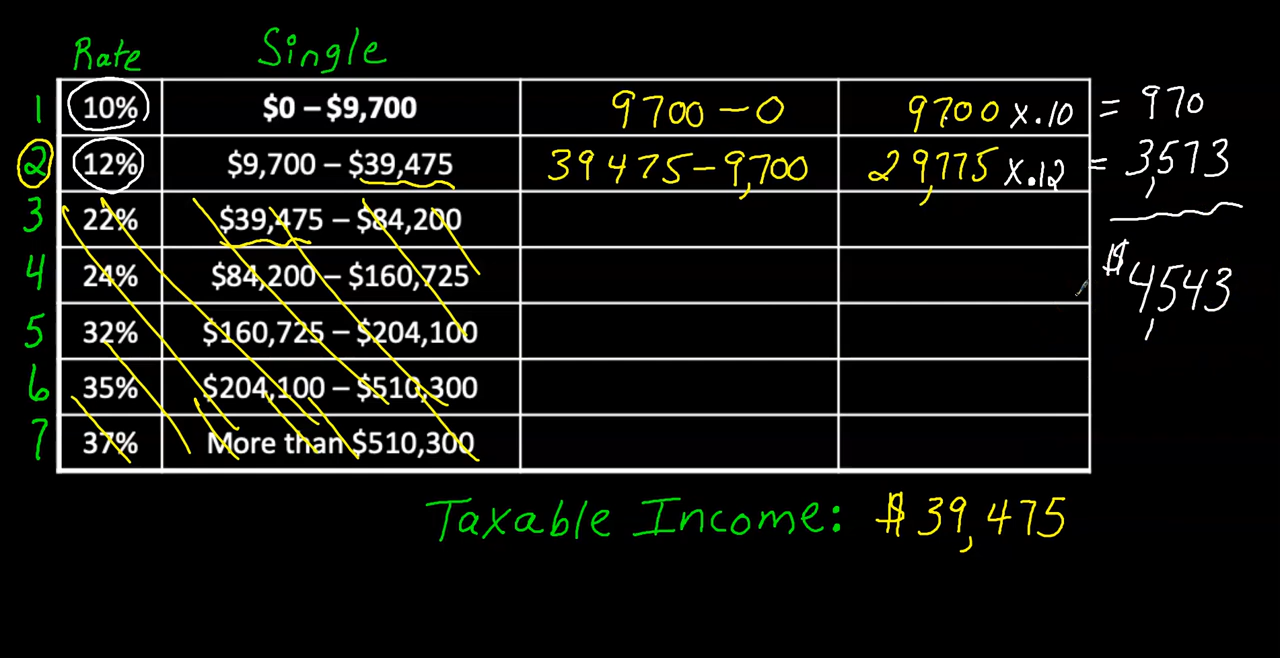 Rate Single
1 10% $0 – $9,700 9700 – 0 9700 x.10 = 970
2 12% $9,700 – $39,475 39475 – 9,700 29,775 x.12 = 3,573
3 22% $39,475 – $84,200
4 24% $84,200 – $160,725 $4,543
5 32% $160,725 – $204,100
6 35% $204,100 – $510,300
7 37% More than $510,300
Taxable Income: $39,475